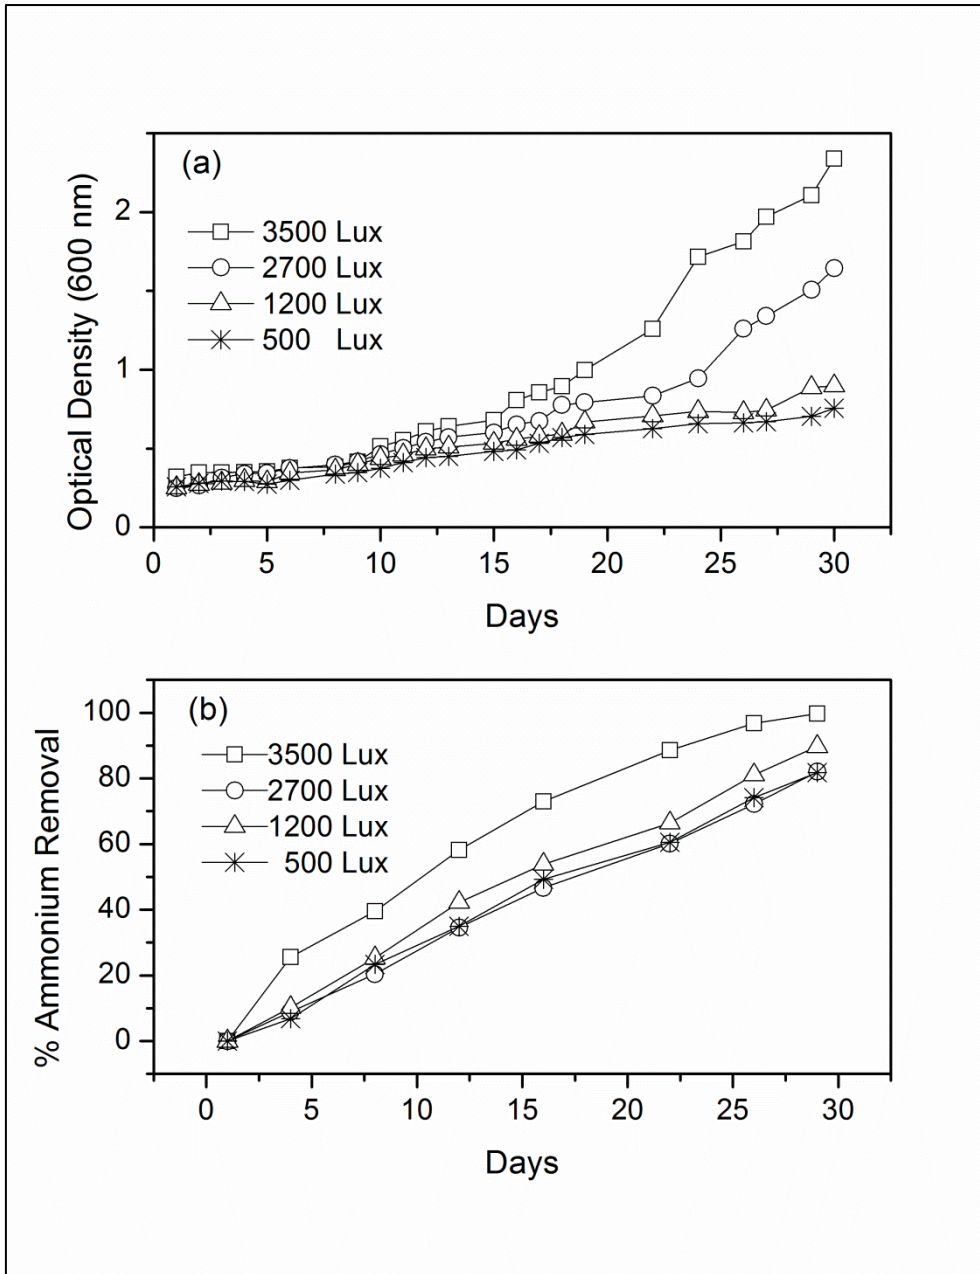 (a)
3500 Lux
2700 Lux
1200 Lux
500 Lux
Optical Density (600 nm)
2
1
0
0 5 10 15 20 25 30
Days
(b)
3500 Lux
2700 Lux
1200 Lux
500 Lux
% Ammonium Removal
100
80
60
40
20
0
0 5 10 15 20 25 30
Days